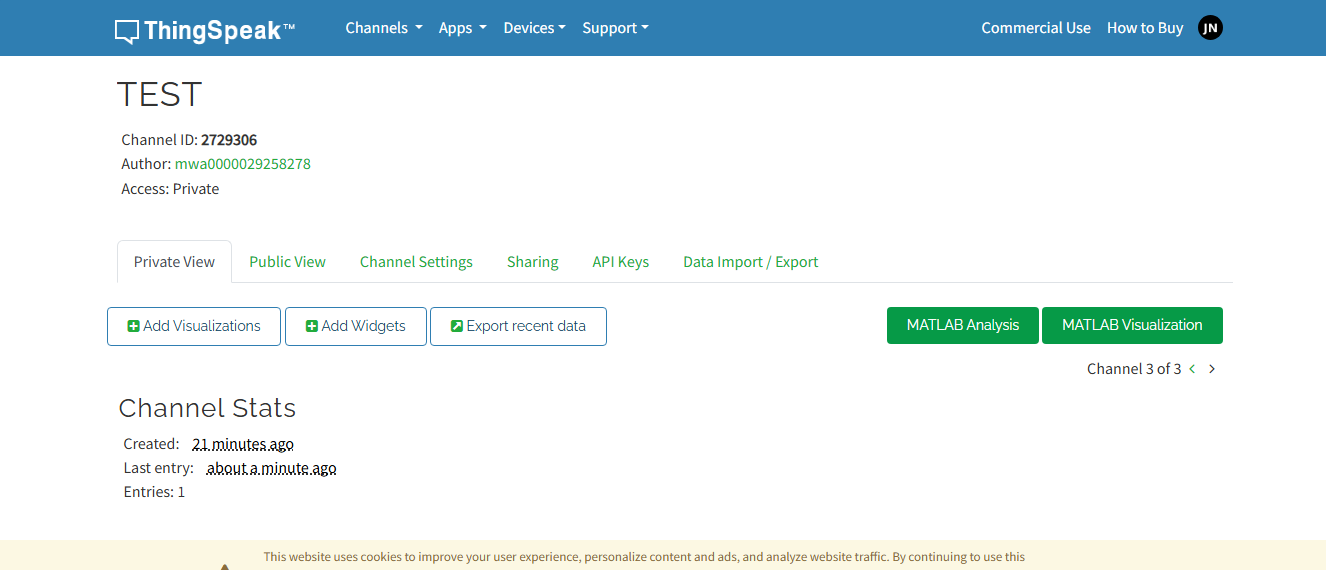 ThingSpeak™ Channels Apps Devices Support Commercial Use How to Buy JN
TEST
Channel ID: 2729306
Author: mwa0000029258278
Access: Private
Private View Public View Channel Settings Sharing API Keys Data Import / Export
Add Visualizations Add Widgets Export recent data MATLAB Analysis MATLAB Visualization
Channel 3 of 3 < >
Channel Stats
Created: 21 minutes ago
Last entry: about a minute ago
Entries: 1
This website uses cookies to improve your user experience, personalize content and ads, and analyze website traffic. By continuing to use this